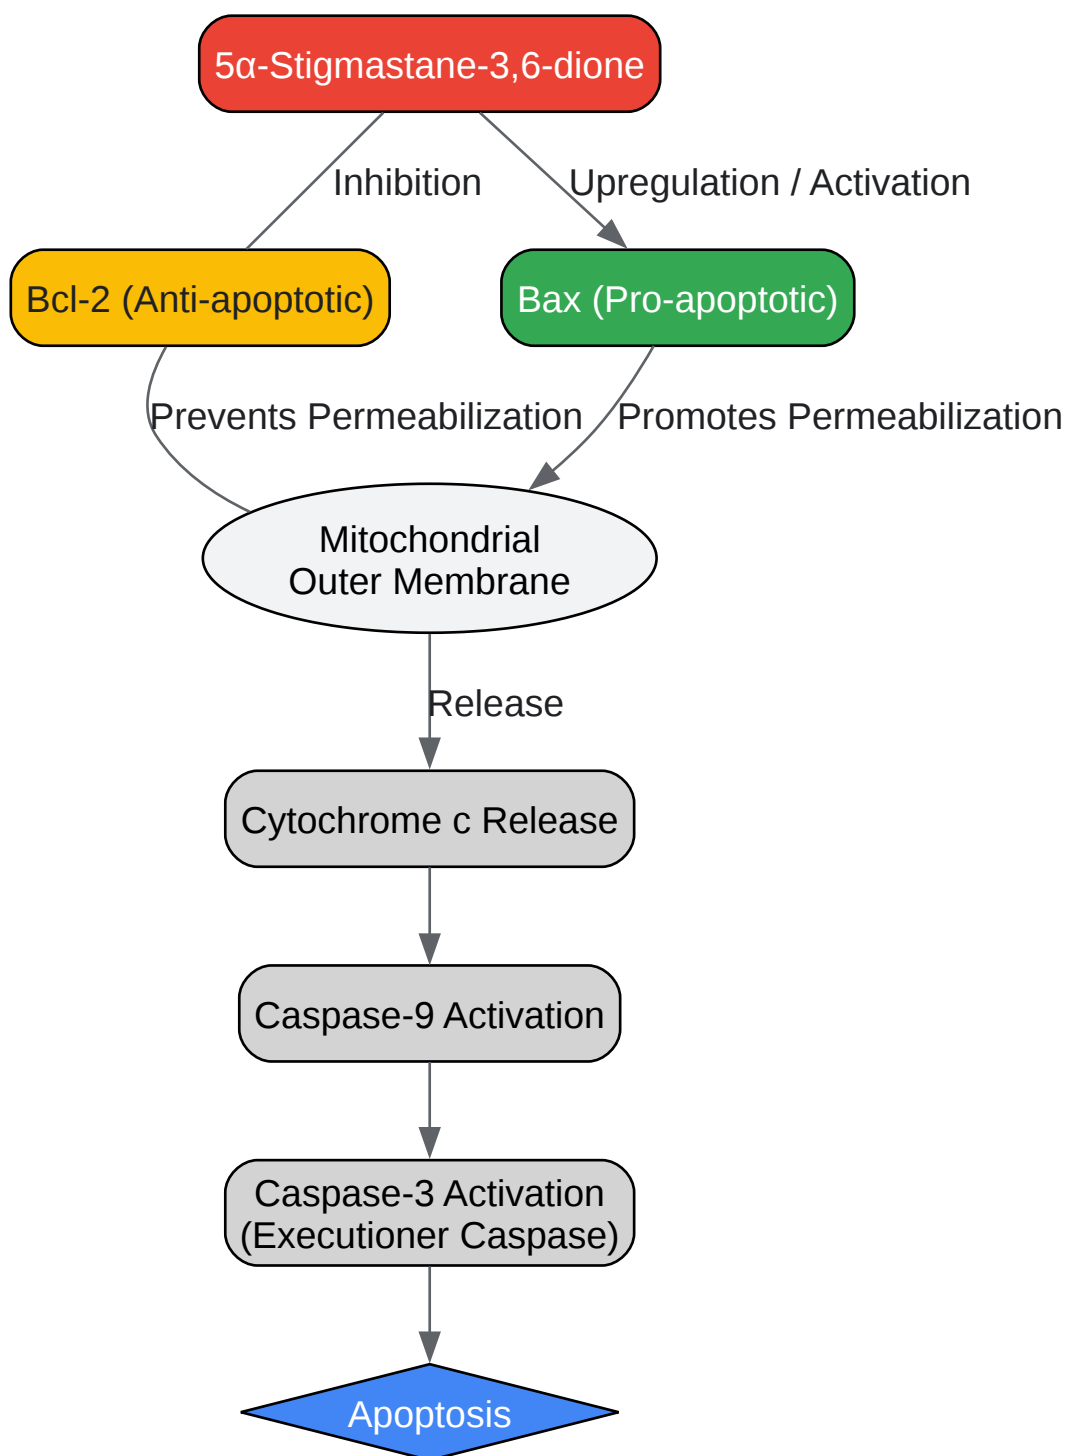 5α-Stigmastane-3,6-dione
Inhibition
Upregulation / Activation
Bcl-2 (Anti-apoptotic)
Bax (Pro-apoptotic)
Prevents Permeabilization
Promotes Permeabilization
Mitochondrial
Outer Membrane
Release
Cytochrome c Release
Caspase-9 Activation
Caspase-3 Activation
(Executioner Caspase)
Apoptosis